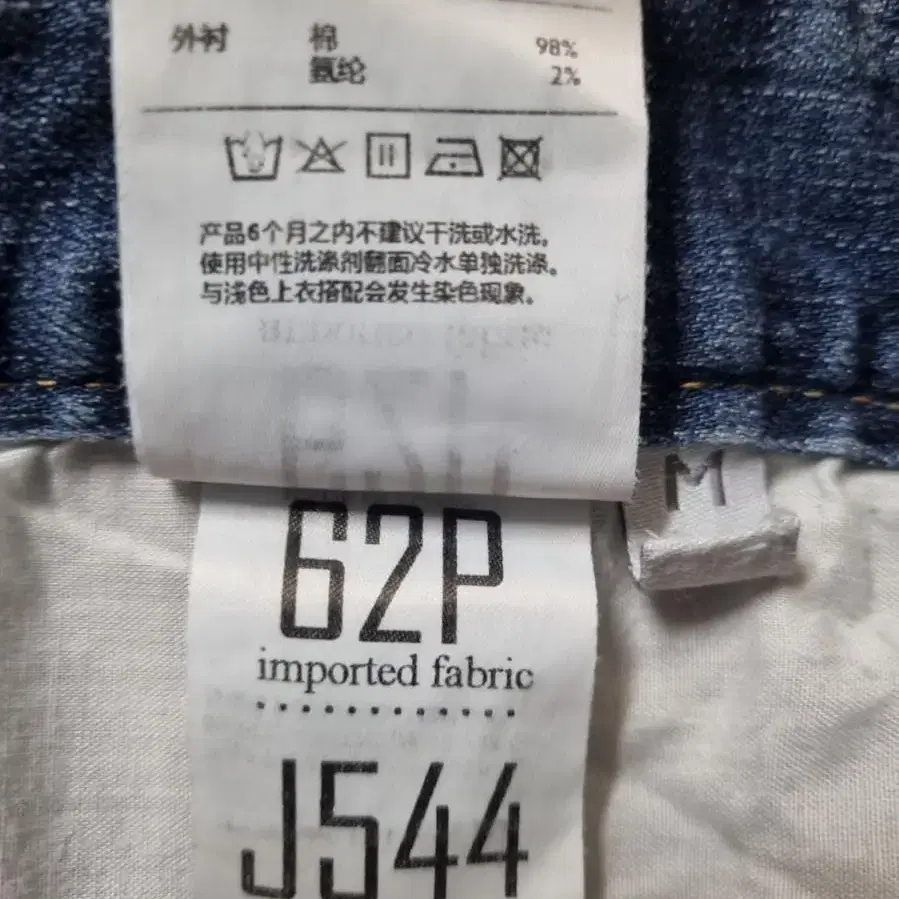 外衬 棉 98%
氨纶 2%
产品6个月之内不建议干洗或水洗。
使用中性洗涤剂翻面冷水单独洗涤。
与浅色上衣搭配会发生染色现象。
M
62P
imported fabric
J544